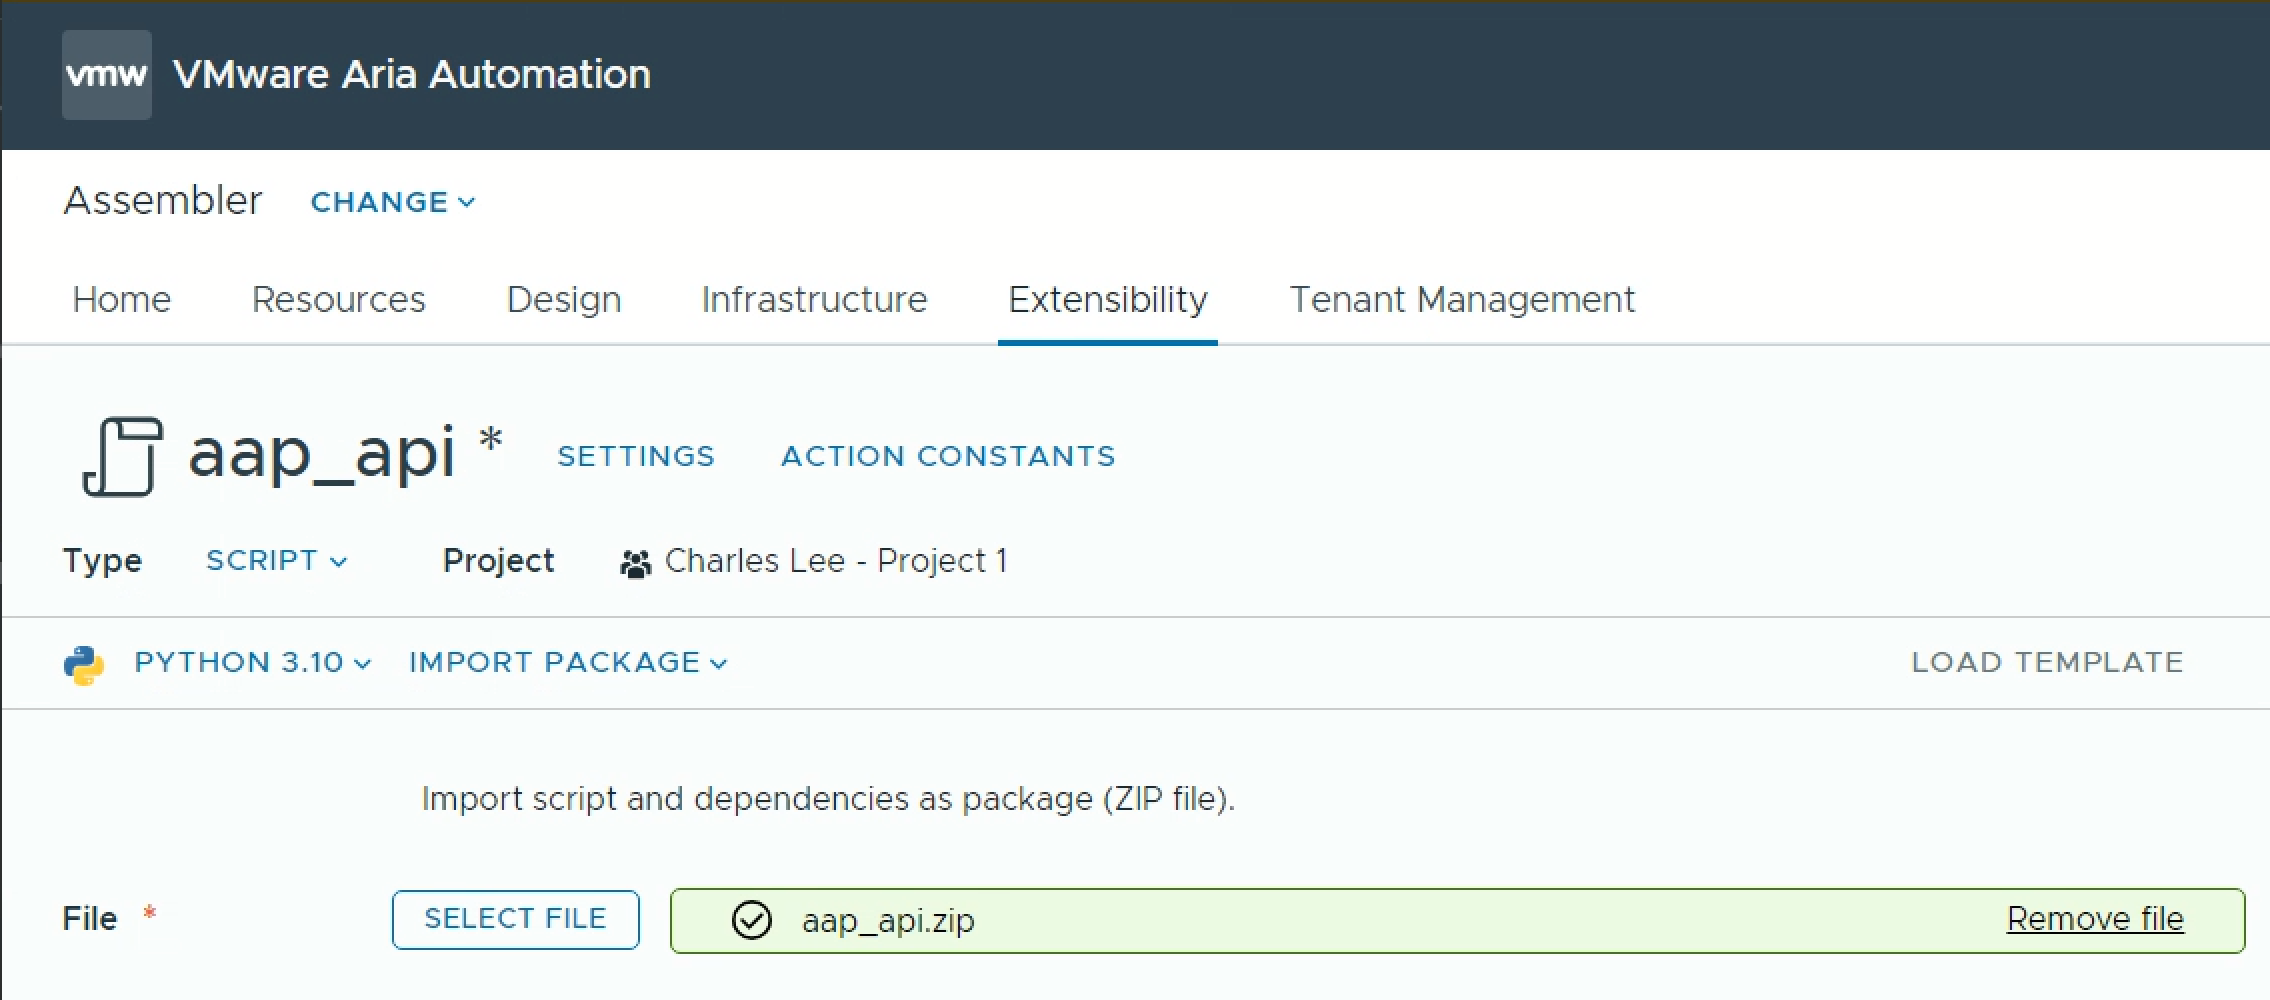 vmw VMware Aria Automation
Assembler CHANGE
Home Resources Design Infrastructure Extensibility Tenant Management
aap_api * SETTINGS ACTION CONSTANTS
Type SCRIPT Project Charles Lee - Project 1
PYTHON 3.10 IMPORT PACKAGE LOAD TEMPLATE
Import script and dependencies as package (ZIP file).
File * SELECT FILE aap_api.zip Remove file